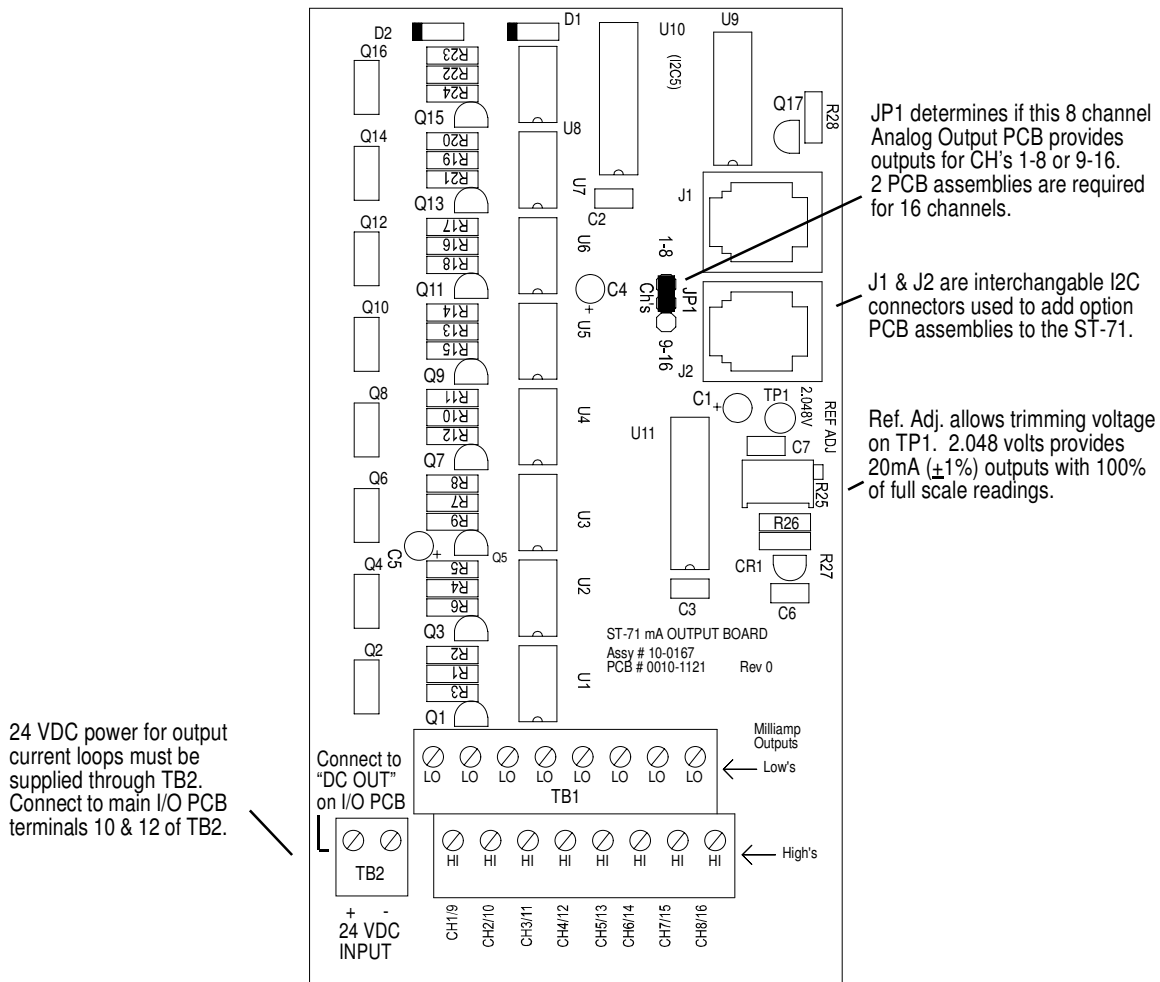 D2
D1
U10
U9
Q16
R23
R22
R24
(I2C5)
Q17
R28
Q15
Q14
U8
R20
R19
R21
Q13
U7
C2
J1
Q12
R17
R16
R18
U6
1-8
Q11
C4
+
Ch's
JP1
Q10
R14
R13
R15
U5
9-16
J2
Q9
Q8
R11
R10
R12
U4
C1
+
TP1
2.048V
REF ADJ
U11
C7
Q7
Q6
R8
R7
R9
U3
R25
R26
C5
+
Q5
R27
CR1
Q4
R5
R4
R6
U2
C3
C6
Q3
ST-71 mA OUTPUT BOARD
Assy # 10-0167
PCB # 0010-1121 Rev 0
Q2
R2
R1
R3
U1
Q1
JP1 determines if this 8 channel
Analog Output PCB provides
outputs for CH's 1-8 or 9-16.
2 PCB assemblies are required
for 16 channels.
J1 & J2 are interchangable I2C
connectors used to add option
PCB assemblies to the ST-71.
Ref. Adj. allows trimming voltage
on TP1. 2.048 volts provides
20mA (±1%) outputs with 100%
of full scale readings.
24 VDC power for output
current loops must be
supplied through TB2.
Connect to main I/O PCB
terminals 10 & 12 of TB2.
Connect to
“DC OUT”
on I/O PCB
Milliamp
Outputs
Low's
LO LO LO LO LO LO LO LO
TB1
High's
HI HI HI HI HI HI HI HI
TB2
+ -
24 VDC
INPUT
CH1/9
CH2/10
CH3/11
CH4/12
CH5/13
CH6/14
CH7/15
CH8/16